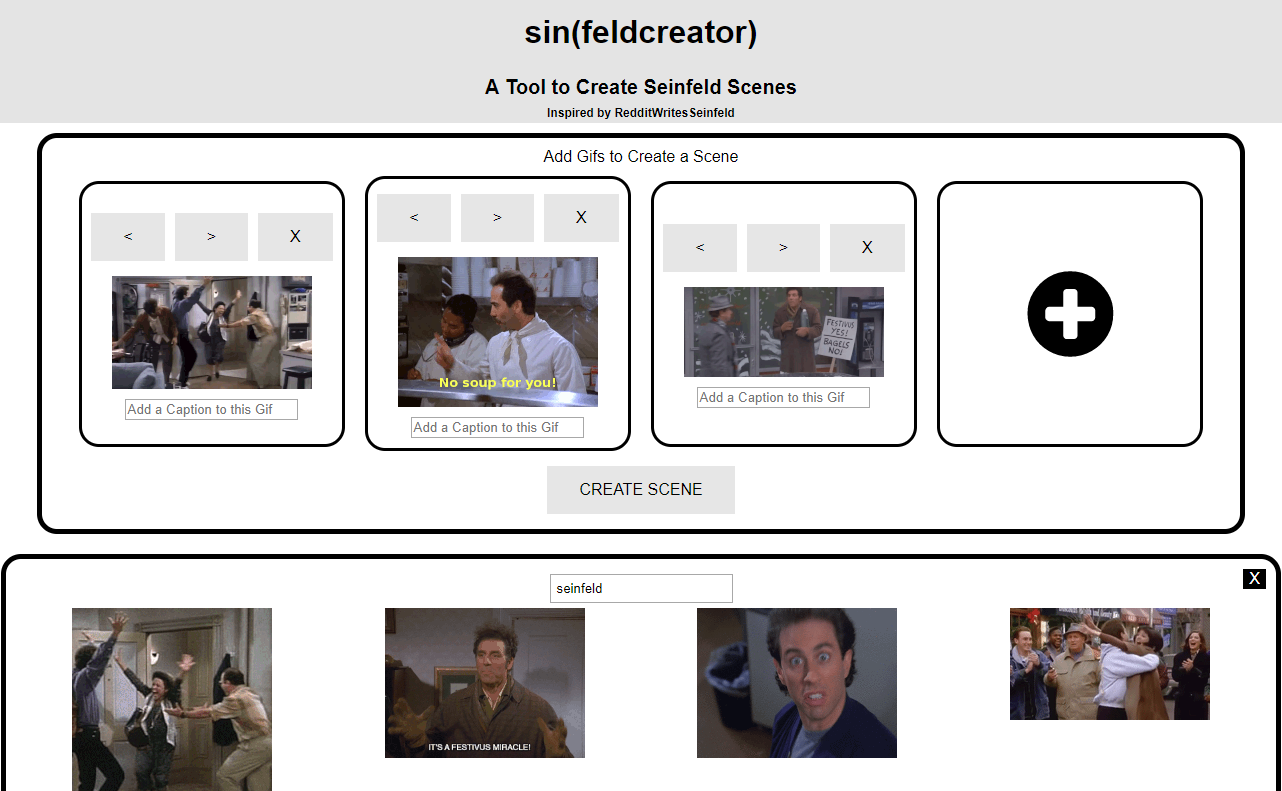 sin(feldcreator)
A Tool to Create Seinfeld Scenes
Inspired by RedditWritesSeinfeld
Add Gifs to Create a Scene
< > X
No soup for you!
Add a Caption to this Gif
< > X
Add a Caption to this Gif
< > X
FESTIVUS
YES!
BAGELS
NO!
Add a Caption to this Gif
CREATE SCENE
seinfeld
X
IT'S A FESTIVUS MIRACLE!